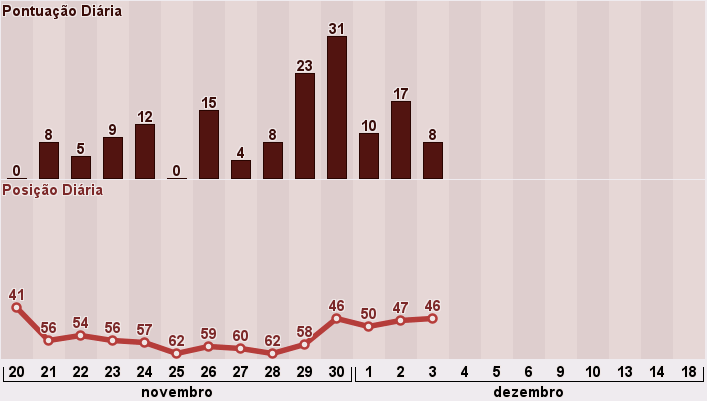 Pontuação Diária
0 8 5 9 12 0 15 4 8 23 31 10 17 8
Posição Diária
41 56 54 56 57 62 59 60 62 58 46 50 47 46
20 21 22 23 24 25 26 27 28 29 30 1 2 3 4 5 6 9 10 13 14 18
novembro dezembro